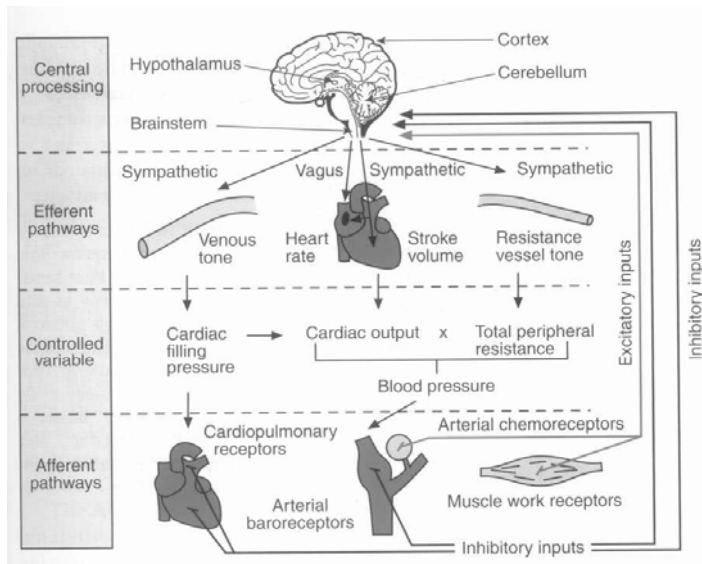 Central
processing
Hypothalamus
Brainstem
Cortex
Cerebellum
Efferent
pathways
Sympathetic
Vagus
Sympathetic
Sympathetic
Venous
tone
Heart
rate
Stroke
volume
Resistance
vessel tone
Controlled
variable
Cardiac
filling
pressure
Cardiac output
x
Total peripheral
resistance
Blood pressure
Excitatory inputs
Inhibitory inputs
Afferent
pathways
Cardiopulmonary
receptors
Arterial
baroreceptors
Arterial chemoreceptors
Muscle work receptors
Inhibitory inputs